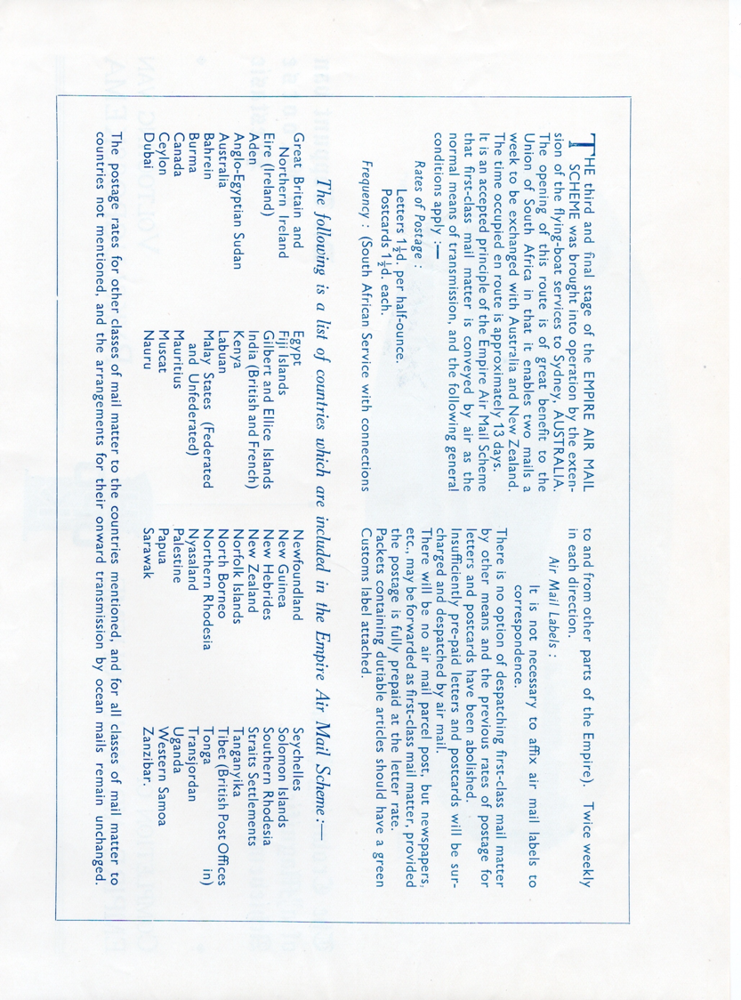 THE third and final stage of the EMPIRE AIR MAIL
SCHEME was brought into operation by the exten-
sion of the flying-boat services to Sydney, AUSTRALIA.
The opening of this route is of great benefit to the
Union of South Africa in that it enables two mails a
week to be exchanged with Australia and New Zealand.
The time occupied en route is approximately 13 days.
It is an accepted principle of the Empire Air Mail Scheme
that first-class mail matter is conveyed by air as the
normal means of transmission, and the following general
conditions apply :—
Rates of Postage :
Letters 1½d. per half-ounce.
Postcards 1½d. each.
Frequency : (South African Service with connections
to and from other parts of the Empire). Twice weekly
in each direction.
Air Mail Labels :
It is not necessary to affix air mail labels to
correspondence.
There is no option of despatching first-class mail matter
by other means and the previous rates of postage for
letters and postcards have been abolished.
Insufficiently pre-paid letters and postcards will be sur-
charged and despatched by air mail.
There will be no air mail parcel post, but newspapers,
etc., may be forwarded as first-class mail matter, provided
the postage is fully prepaid at the letter rate.
Packets containing dutiable articles should have a green
Customs label attached.
The following is a list of countries which are included in the Empire Air Mail Scheme :—
Great Britain and
Northern Ireland
Eire (Ireland)
Aden
Anglo-Egyptian Sudan
Australia
Bahrein
Burma
Canada
Ceylon
Dubai
Egypt
Fiji Islands
Gilbert and Ellice Islands
India (British and French)
Kenya
Labuan
Malay States (Federated
and Unfederated)
Mauritius
Muscat
Nauru
Newfoundland
New Guinea
New Hebrides
New Zealand
Norfolk Islands
North Borneo
Northern Rhodesia
Nyasaland
Palestine
Papua
Sarawak
Seychelles
Solomon Islands
Southern Rhodesia
Straits Settlements
Tanganyika
Tibet (British Post Offices
in)
Tonga
Transjordan
Uganda
Western Samoa
Zanzibar.
The postage rates for other classes of mail matter to the countries mentioned, and for all classes of mail matter to
countries not mentioned, and the arrangements for their onward transmission by ocean mails remain unchanged.